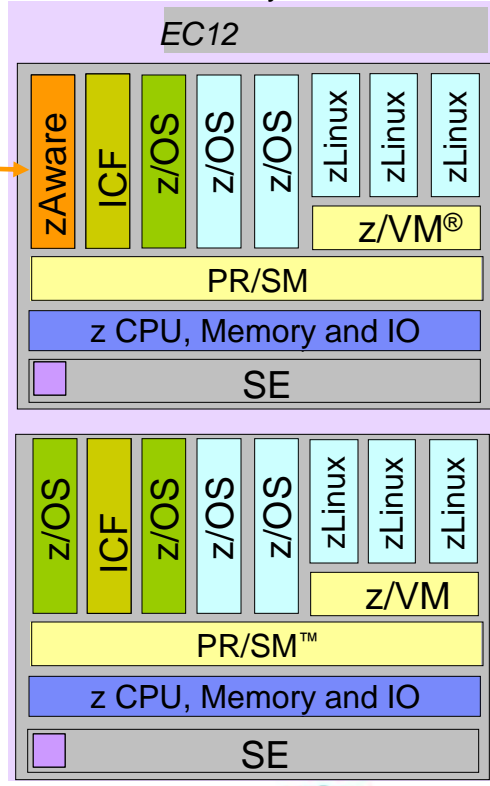 EC12
zAware
ICF
z/OS
z/OS
z/OS
zLinux
zLinux
zLinux
z/VM®
PR/SM
z CPU, Memory and IO
SE
z/OS
ICF
z/OS
z/OS
z/OS
zLinux
zLinux
zLinux
z/VM
PR/SM™
z CPU, Memory and IO
SE